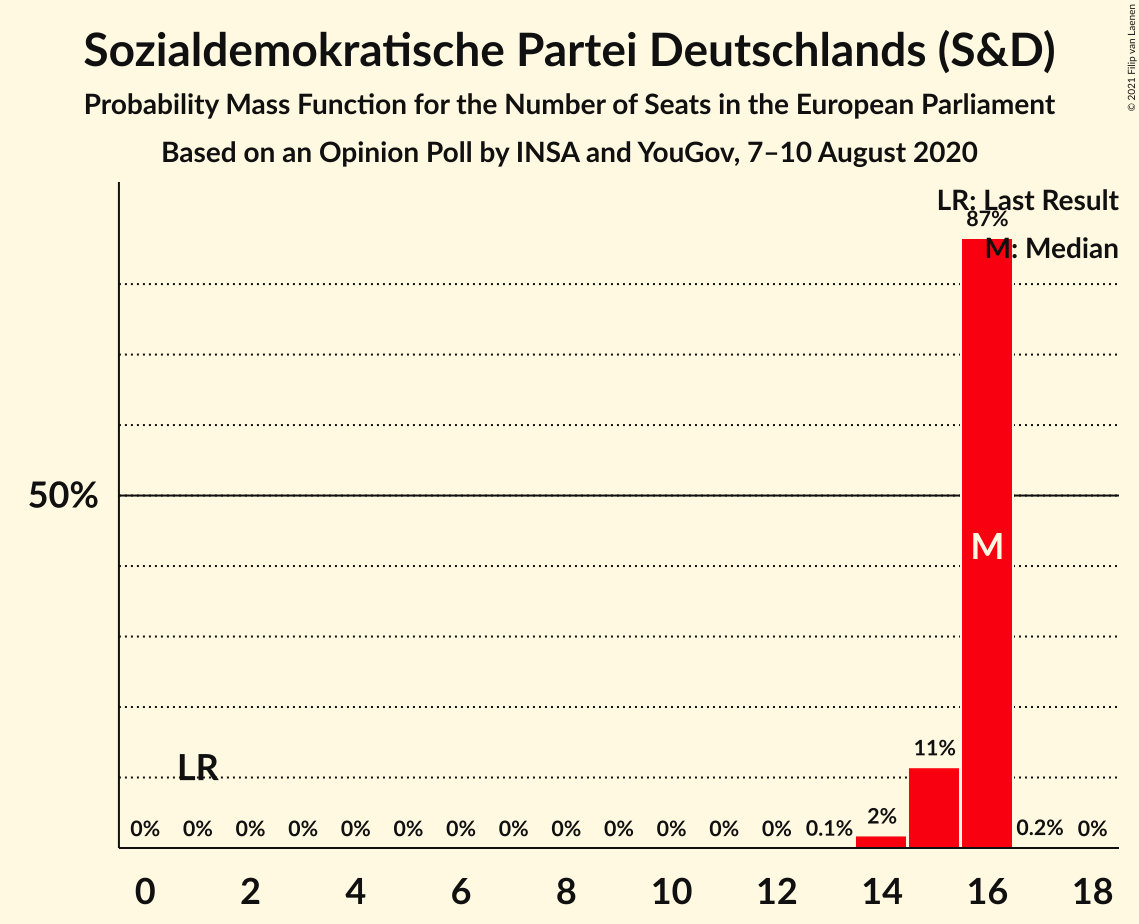 Sozialdemokratische Partei Deutschlands (S&D)
Probability Mass Function for the Number of Seats in the European Parliament
Based on an Opinion Poll by INSA and YouGov, 7–10 August 2020
© 2021 Filip van Laenen
LR: Last Result
87%
M: Median
50%
M
LR
11%
2%
0% 0% 0% 0% 0% 0% 0% 0% 0% 0% 0% 0% 0% 0.1% 0.2% 0%
0 2 4 6 8 10 12 14 16 18